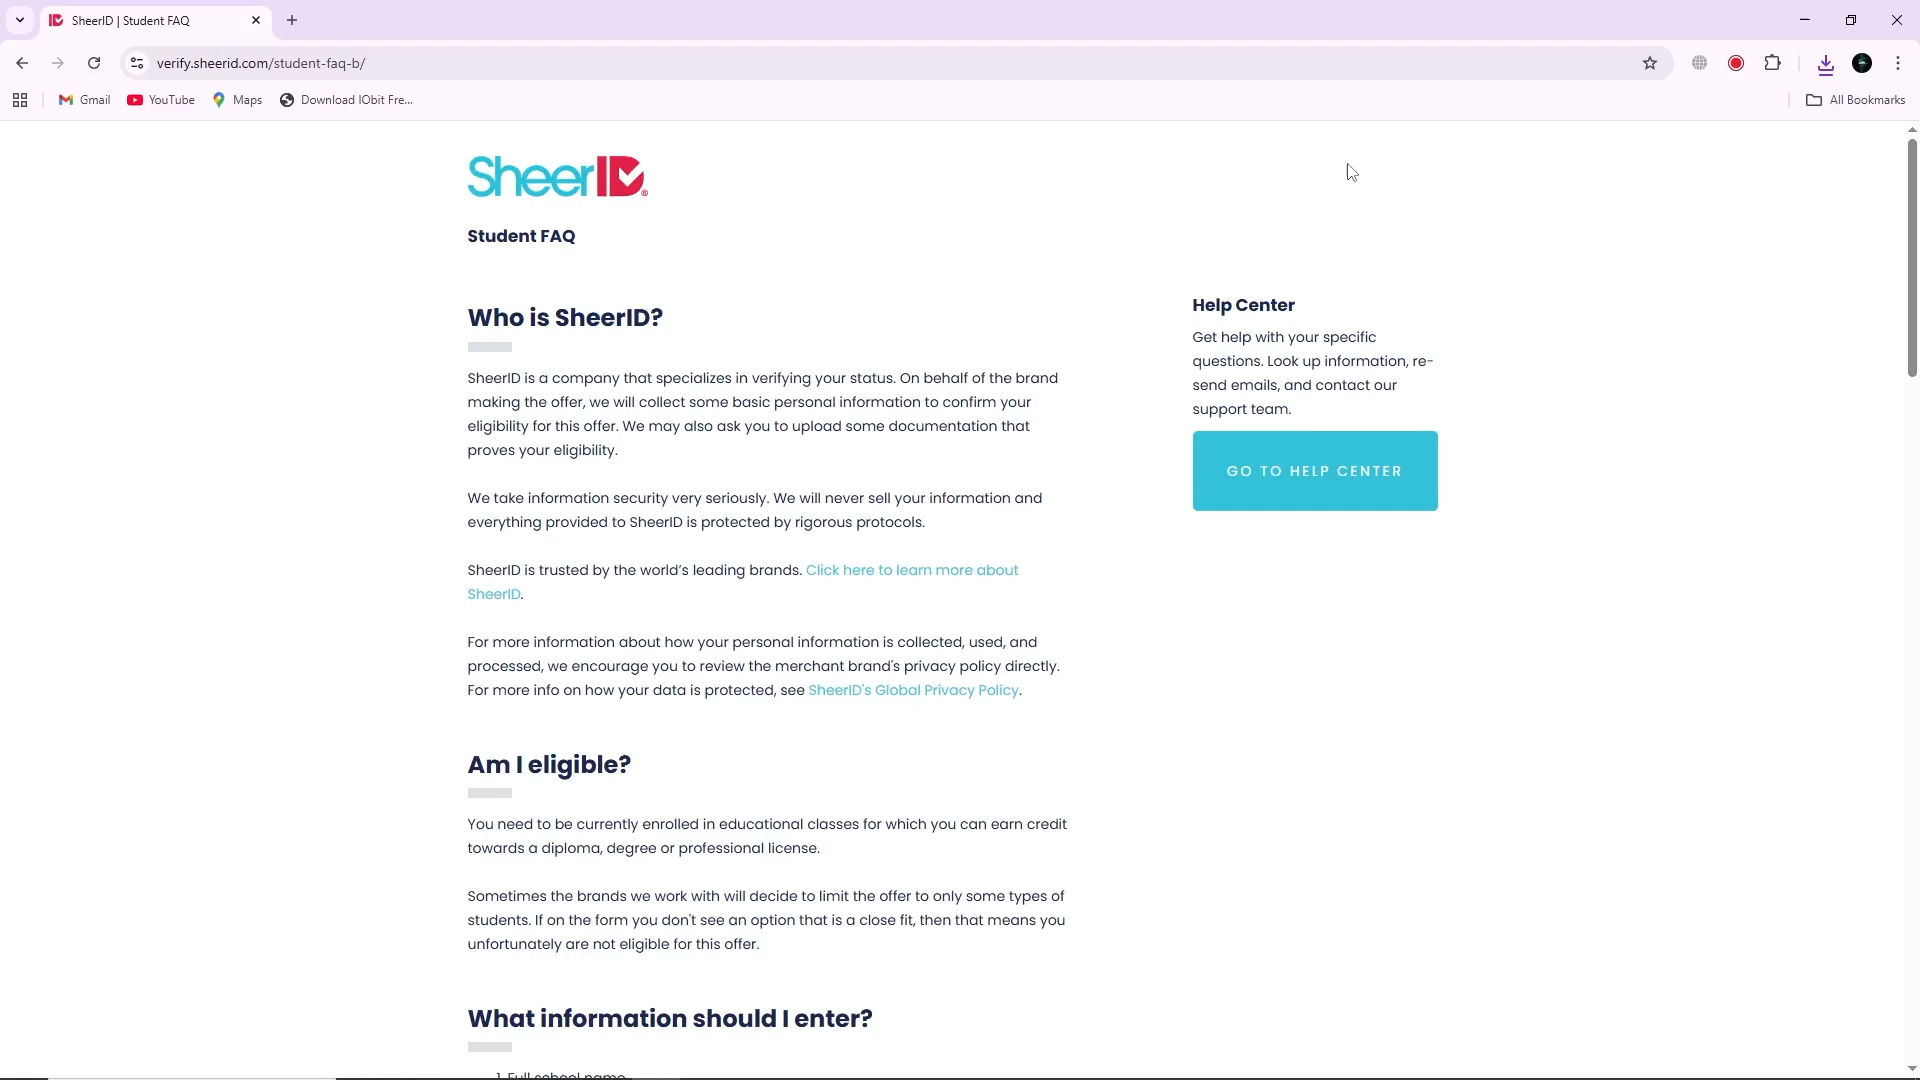 SheerID | Student FAQ
verify.sheerid.com/student-faq-b/
Gmail
YouTube
Maps
Download IObit Fre...
All Bookmarks
SheerID®
Student FAQ
Who is SheerID?
SheerID is a company that specializes in verifying your status. On behalf of the brand
making the offer, we will collect some basic personal information to confirm your
eligibility for this offer. We may also ask you to upload some documentation that
proves your eligibility.
We take information security very seriously. We will never sell your information and
everything provided to SheerID is protected by rigorous protocols.
SheerID is trusted by the world’s leading brands. Click here to learn more about
SheerID.
For more information about how your personal information is collected, used, and
processed, we encourage you to review the merchant brand's privacy policy directly.
For more info on how your data is protected, see SheerID's Global Privacy Policy.
Am I eligible?
You need to be currently enrolled in educational classes for which you can earn credit
towards a diploma, degree or professional license.
Sometimes the brands we work with will decide to limit the offer to only some types of
students. If on the form you don't see an option that is a close fit, then that means you
unfortunately are not eligible for this offer.
What information should I enter?
1. Full school name
Help Center
Get help with your specific
questions. Look up information, re-
send emails, and contact our
support team.
GO TO HELP CENTER